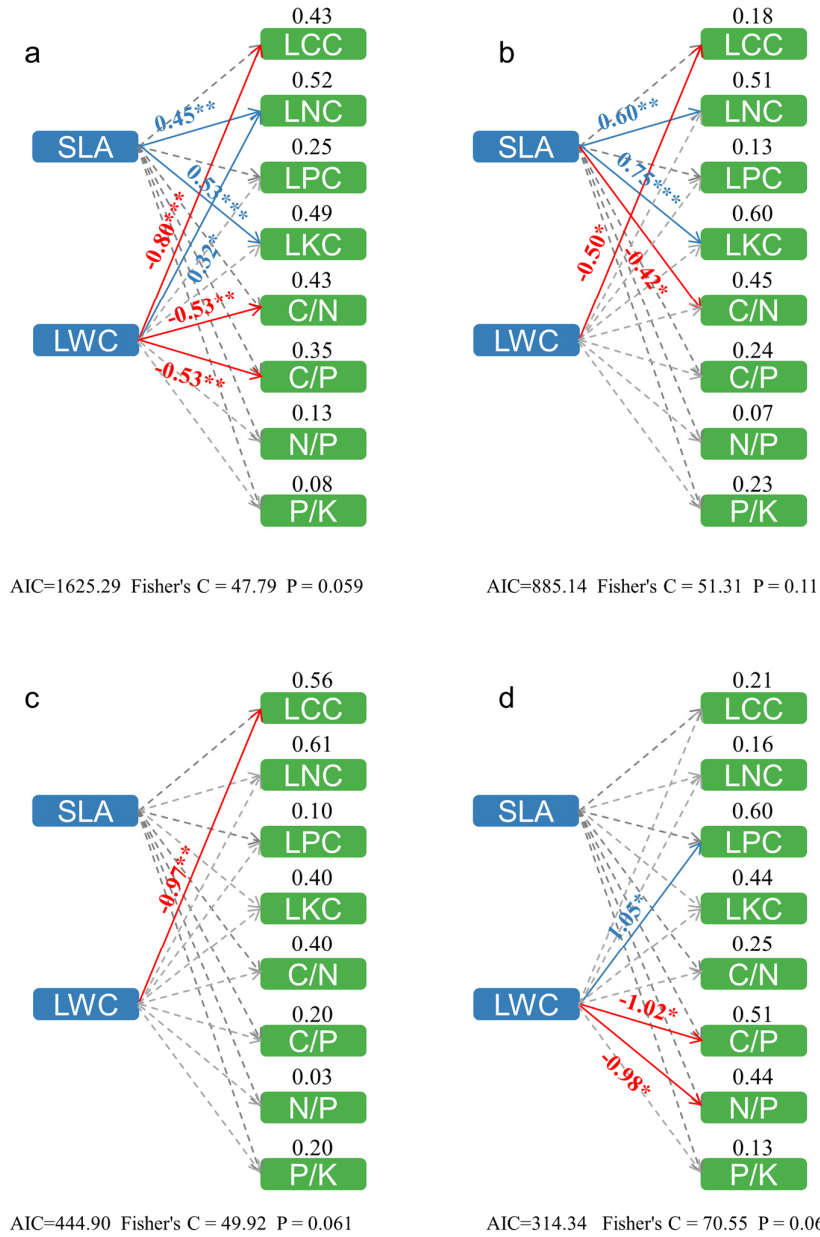 a
0.43
LCC
0.52
LNC
0.25
LPC
0.49
LKC
0.43
C/N
0.35
C/P
0.13
N/P
0.08
P/K
SLA
LWC
0.45**
0.53***
-0.80***
0.32*
-0.53**
-0.53**
AIC=1625.29 Fisher's C = 47.79 P = 0.059
b
0.18
LCC
0.51
LNC
0.13
LPC
0.60
LKC
0.45
C/N
0.24
C/P
0.07
N/P
0.23
P/K
SLA
LWC
0.60**
0.75***
-0.50*
-0.42*
AIC=885.14 Fisher's C = 51.31 P = 0.11
c
0.56
LCC
0.61
LNC
0.10
LPC
0.40
LKC
0.40
C/N
0.20
C/P
0.03
N/P
0.20
P/K
SLA
LWC
-0.97**
AIC=444.90 Fisher's C = 49.92 P = 0.061
d
0.21
LCC
0.16
LNC
0.60
LPC
0.44
LKC
0.25
C/N
0.51
C/P
0.44
N/P
0.13
P/K
SLA
LWC
1.05*
-1.02*
-0.98*
AIC=314.34 Fisher's C = 70.55 P = 0.06